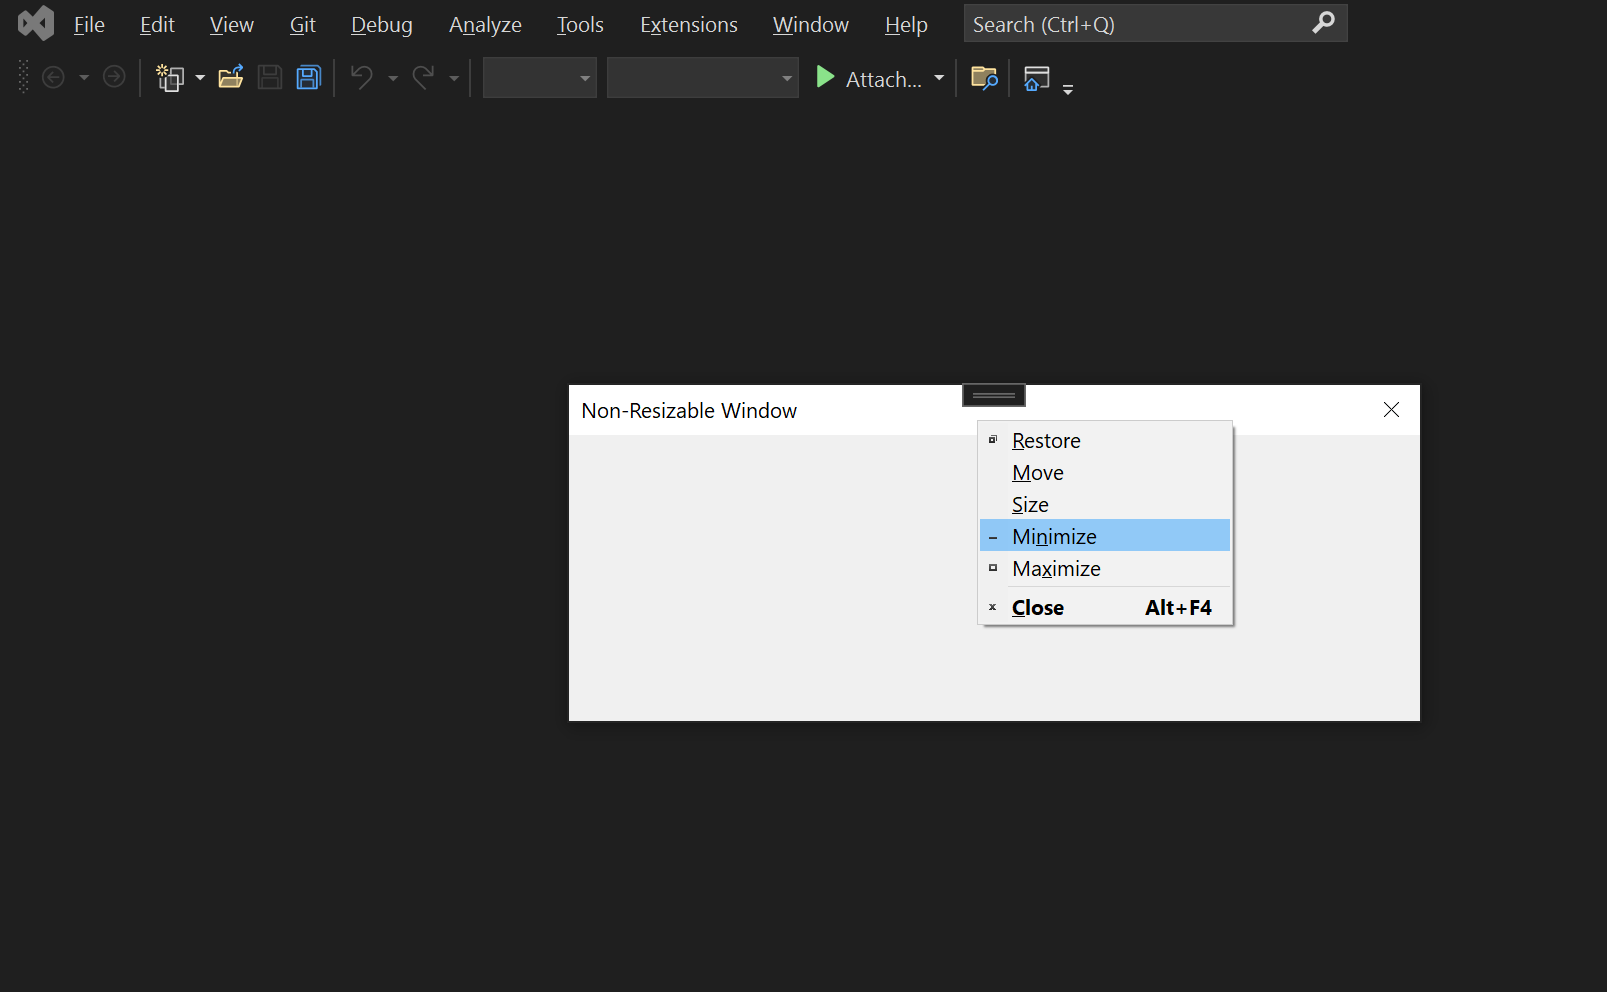 File Edit View Git Debug Analyze Tools Extensions Window Help Search (Ctrl+Q)
Attach...
Non-Resizable Window
Restore
Move
Size
Minimize
Maximize
Close Alt+F4